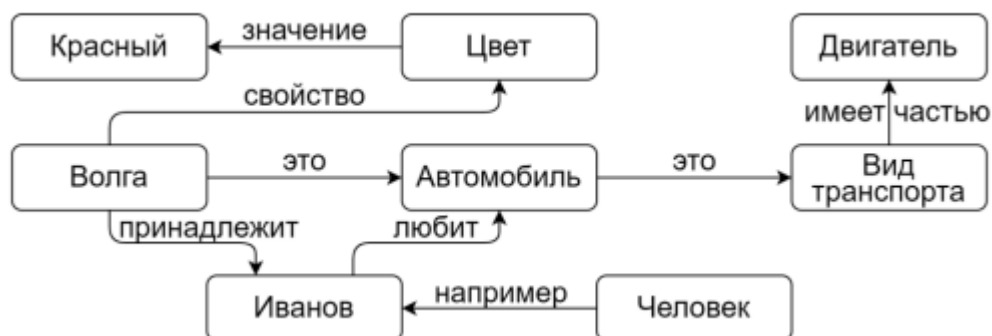 Красный
значение
Цвет
Двигатель
свойство
имеет частью
Волга
это
Автомобиль
это
Вид
транспорта
принадлежит
любит
Иванов
например
Человек